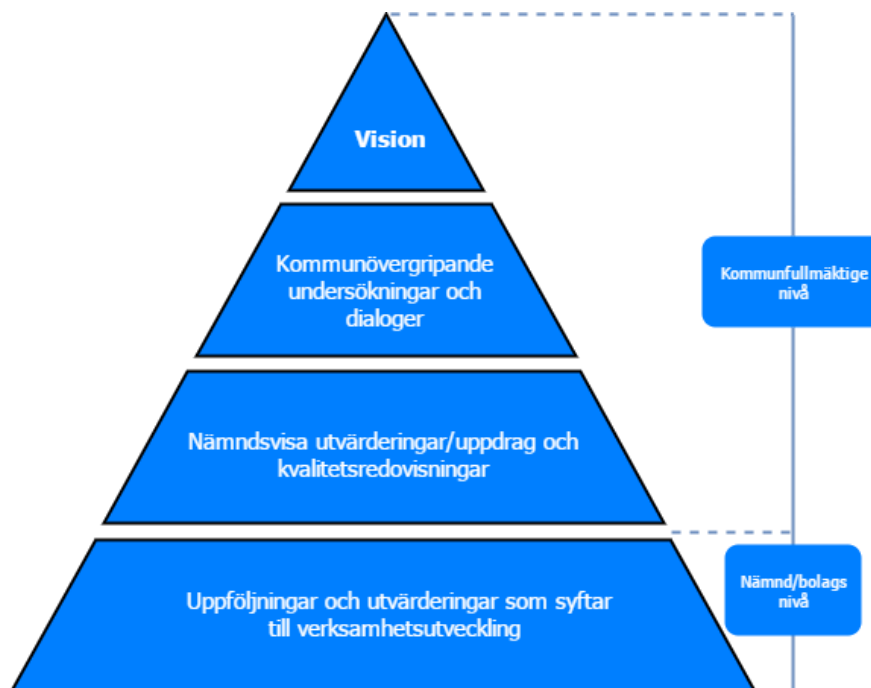 Vision
Kommunövergripande
undersökningar och
dialoger
Kommunfullmäktige
nivå
Nämndsvisa utvärderingar/uppdrag och
kvalitetsredovisningar
Uppföljningar och utvärderingar som syftar
till verksamhetsutveckling
Nämnd/bolags
nivå